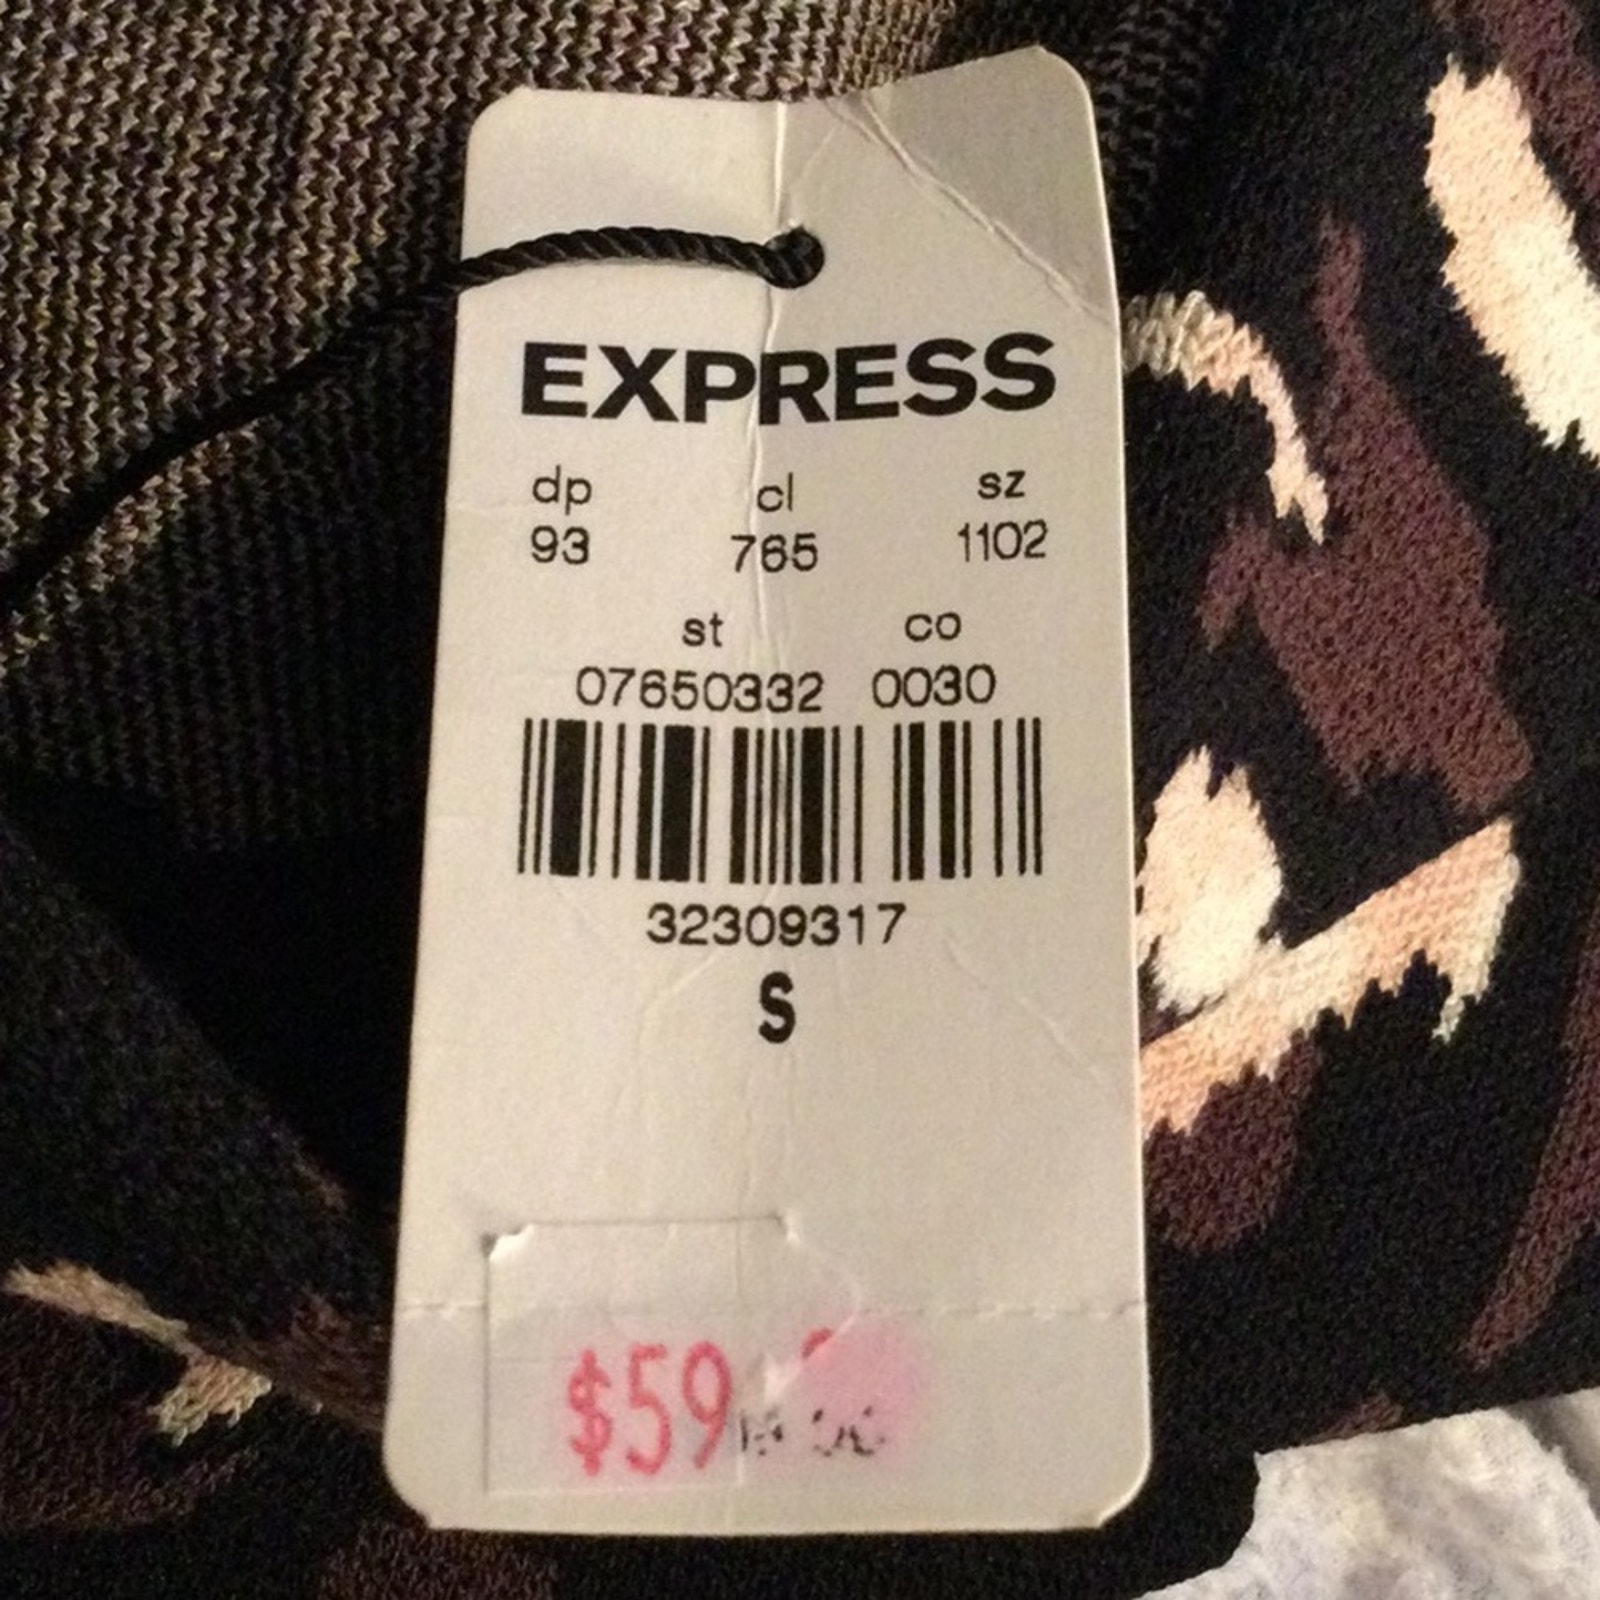 EXPRESS
dp cl sz
93 765 1102
st co
07650332 0030
32309317
S
$59